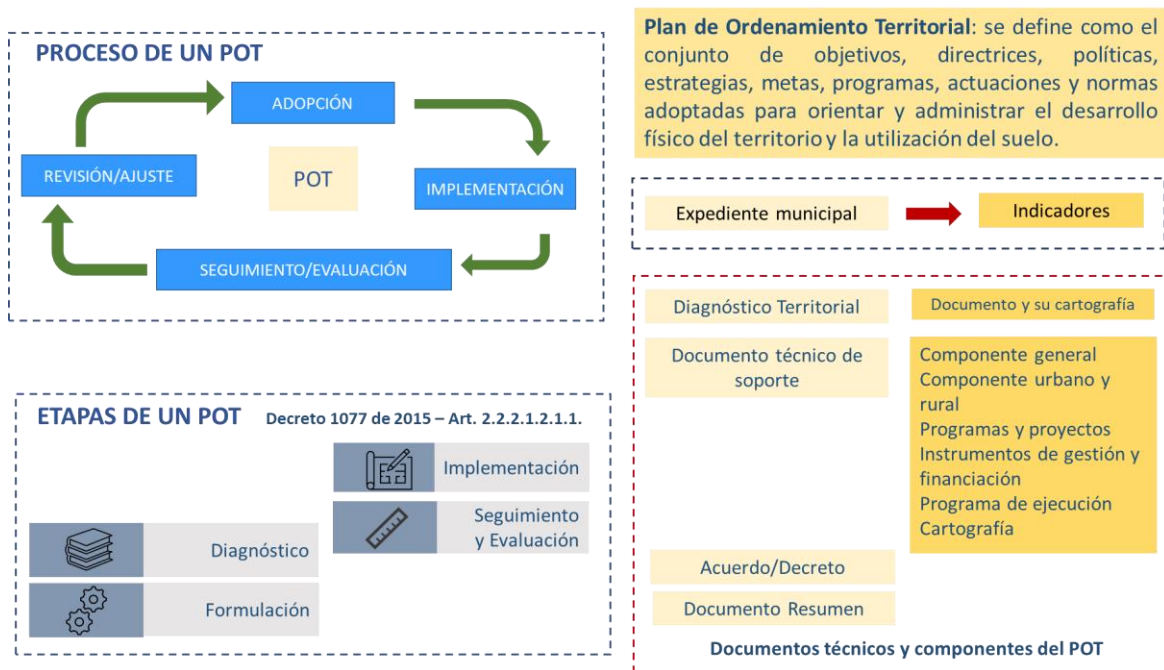 PROCESO DE UN POT
ADOPCIÓN
REVISIÓN/AJUSTE
POT
IMPLEMENTACIÓN
SEGUIMIENTO/EVALUACIÓN
ETAPAS DE UN POT Decreto 1077 de 2015 – Art. 2.2.2.1.2.1.1.
Implementación
Seguimiento
y Evaluación
Diagnóstico
Formulación
Plan de Ordenamiento Territorial: se define como el
conjunto de objetivos, directrices, políticas,
estrategias, metas, programas, actuaciones y normas
adoptadas para orientar y administrar el desarrollo
físico del territorio y la utilización del suelo.
Expediente municipal
Indicadores
Diagnóstico Territorial
Documento y su cartografía
Documento técnico de
soporte
Componente general
Componente urbano y
rural
Programas y proyectos
Instrumentos de gestión y
financiación
Programa de ejecución
Cartografía
Acuerdo/Decreto
Documento Resumen
Documentos técnicos y componentes del POT